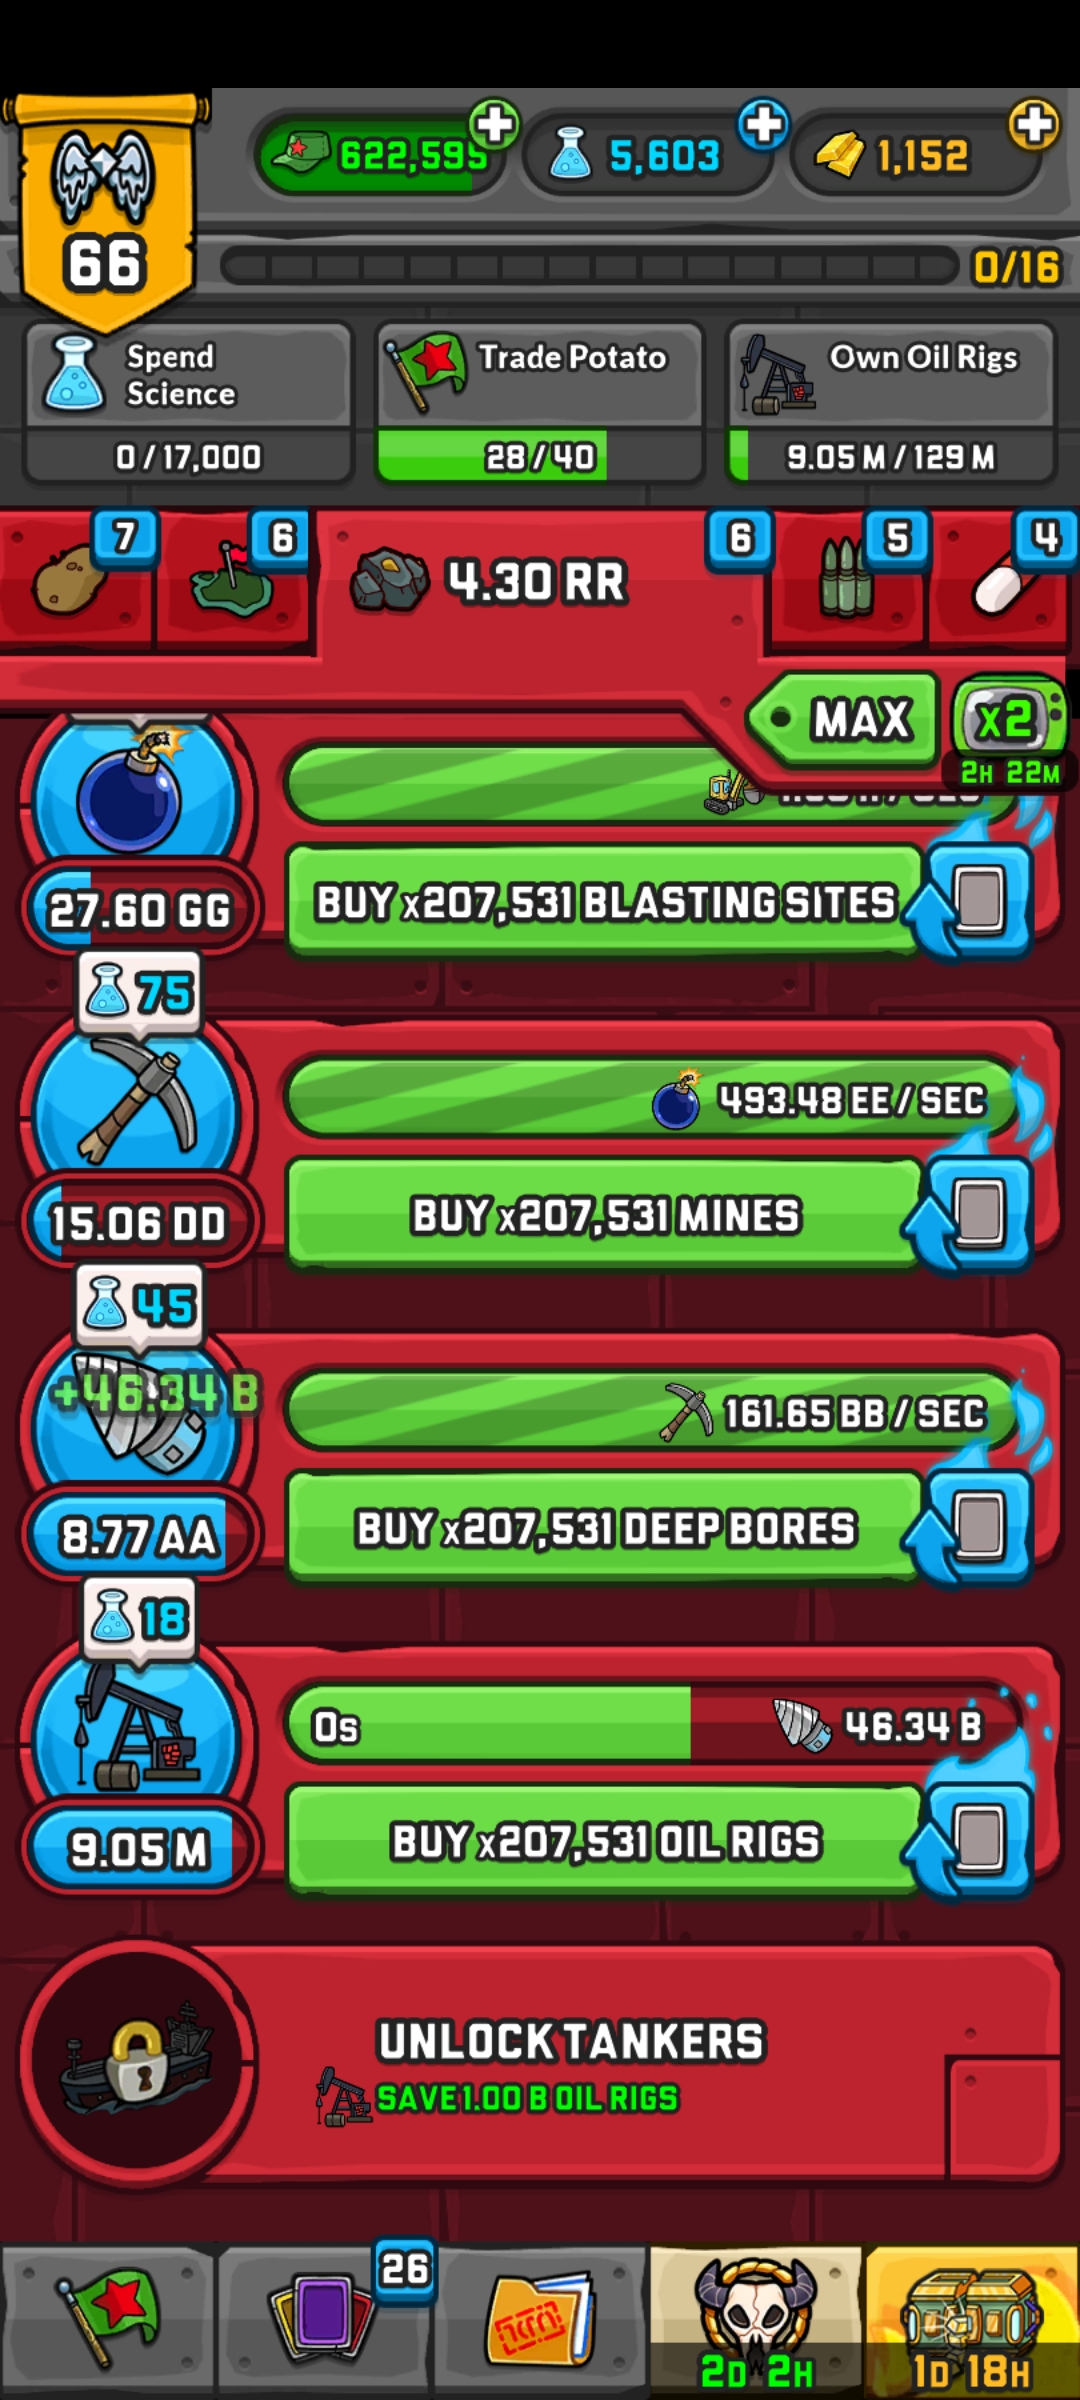 66
622,595
5,603
1,152
0/16
Spend
Science
0/17,000
Trade Potato
28/40
Own Oil Rigs
9.05 M/129 M
7
6
4.30 RR
6
5
4
MAX
x2
2H 22M
27.60 GG
BUY x207,531 BLASTING SITES
75
493.48 EE/SEC
15.06 DD
BUY x207,531 MINES
45
+46.34 B
161.65 BB/SEC
8.77 AA
BUY x207,531 DEEP BORES
18
0s
46.34 B
9.05 M
BUY x207,531 OIL RIGS
UNLOCK TANKERS
SAVE 1.00 B OIL RIGS
26
2D 2H
1D 18H